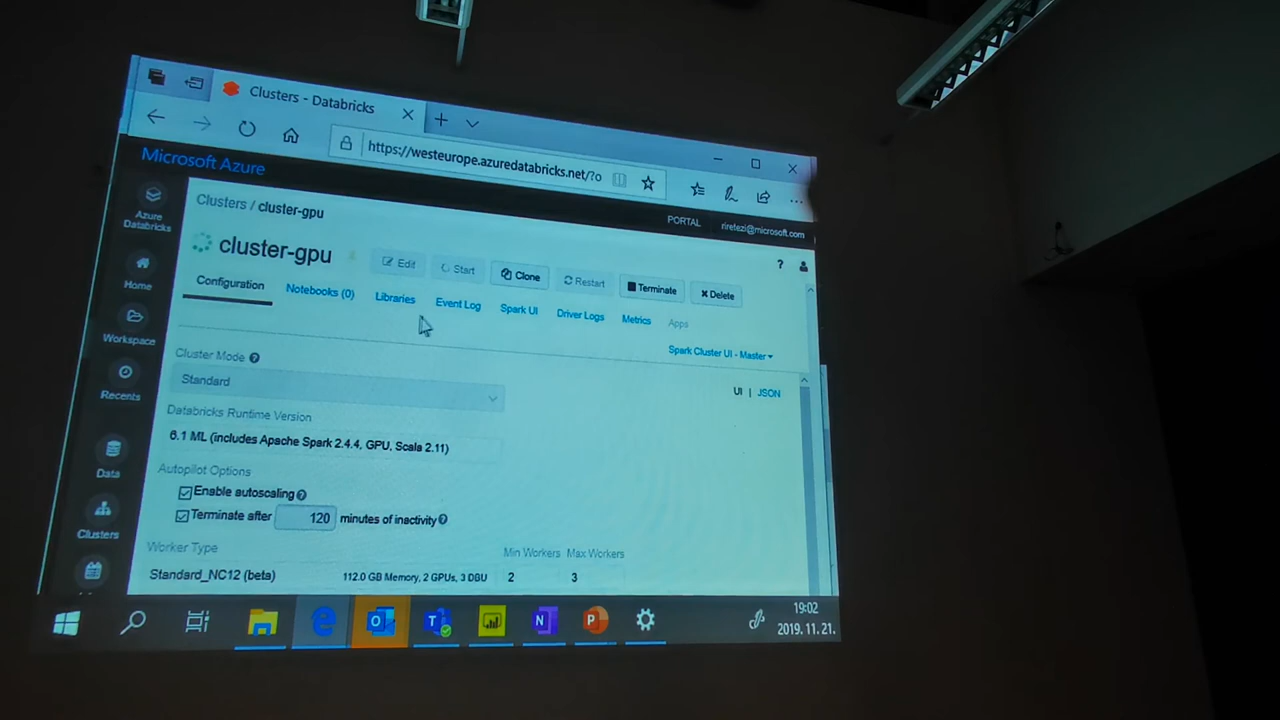 Clusters - Databricks
https://westeurope.azuredatabricks.net/?o
Microsoft Azure
PORTAL riretezi@microsoft.com
Azure Databricks
Home
Workspace
Recents
Data
Clusters
Clusters / cluster-gpu
cluster-gpu
Edit Start Clone Restart Terminate Delete
?
Configuration Notebooks (0) Libraries Event Log Spark UI Driver Logs Metrics Apps
Spark Cluster UI - Master
Cluster Mode ?
Standard
UI | JSON
Databricks Runtime Version
6.1 ML (includes Apache Spark 2.4.4, GPU, Scala 2.11)
Autopilot Options
Enable autoscaling ?
Terminate after 120 minutes of inactivity ?
Worker Type Min Workers Max Workers
Standard_NC12 (beta) 112.0 GB Memory, 2 GPUs, 3 DBU 2 3
19:02
2019. 11. 21.